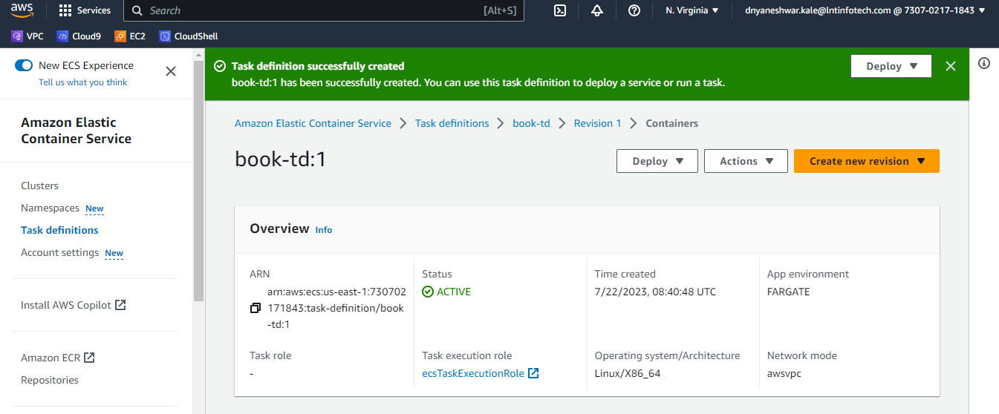 aws
Services
Search
[Alt+S]
N. Virginia
dnyaneshwar.kale@lntinfotech.com @ 7307-0217-1843
VPC
Cloud9
EC2
CloudShell
New ECS Experience
Tell us what you think
Amazon Elastic
Container Service
Clusters
Namespaces New
Task definitions
Account settings New
Install AWS Copilot
Amazon ECR
Repositories
Task definition successfully created
book-td:1 has been successfully created. You can use this task definition to deploy a service or run a task.
Deploy
Amazon Elastic Container Service
Task definitions
book-td
Revision 1
Containers
book-td:1
Deploy
Actions
Create new revision
Overview Info
ARN
arn:aws:ecs:us-east-1:730702
171843:task-definition/book
-td:1
Status
ACTIVE
Time created
7/22/2023, 08:40:48 UTC
App environment
FARGATE
Task role
-
Task execution role
ecsTaskExecutionRole
Operating system/Architecture
Linux/X86_64
Network mode
awsvpc